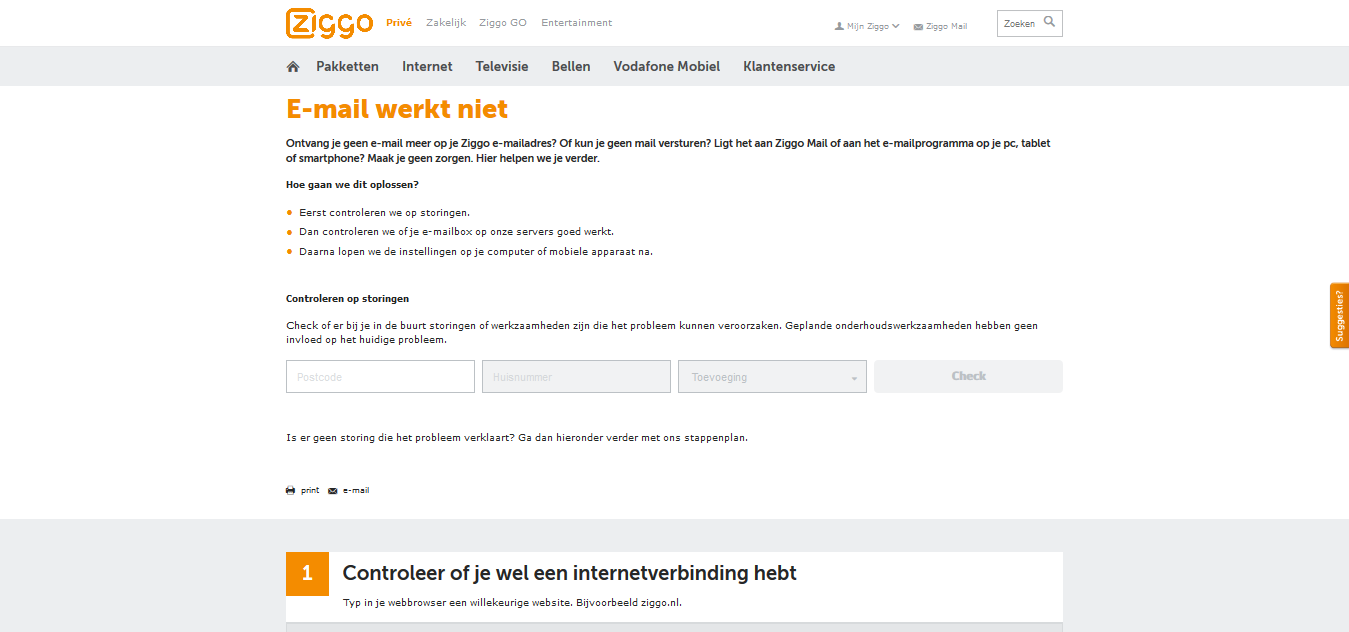 Ziggo Privé Zakelijk Ziggo GO Entertainment Mijn Ziggo Ziggo Mail Zoeken
Pakketten Internet Televisie Bellen Vodafone Mobiel Klantenservice
E-mail werkt niet
Ontvang je geen e-mail meer op je Ziggo e-mailadres? Of kun je geen mail versturen? Ligt het aan Ziggo Mail of aan het e-mailprogramma op je pc, tablet
of smartphone? Maak je geen zorgen. Hier helpen we je verder.
Hoe gaan we dit oplossen?
Eerst controleren we op storingen.
Dan controleren we of je e-mailbox op onze servers goed werkt.
Daarna lopen we de instellingen op je computer of mobiele apparaat na.
Suggesties?
Controleren op storingen
Check of er bij je in de buurt storingen of werkzaamheden zijn die het probleem kunnen veroorzaken. Geplande onderhoudswerkzaamheden hebben geen
invloed op het huidige probleem.
Postcode Huisnummer Toevoeging Check
Is er geen storing die het probleem verklaart? Ga dan hieronder verder met ons stappenplan.
print e-mail
1 Controleer of je wel een internetverbinding hebt
Typ in je webbrowser een willekeurige website. Bijvoorbeeld ziggo.nl.